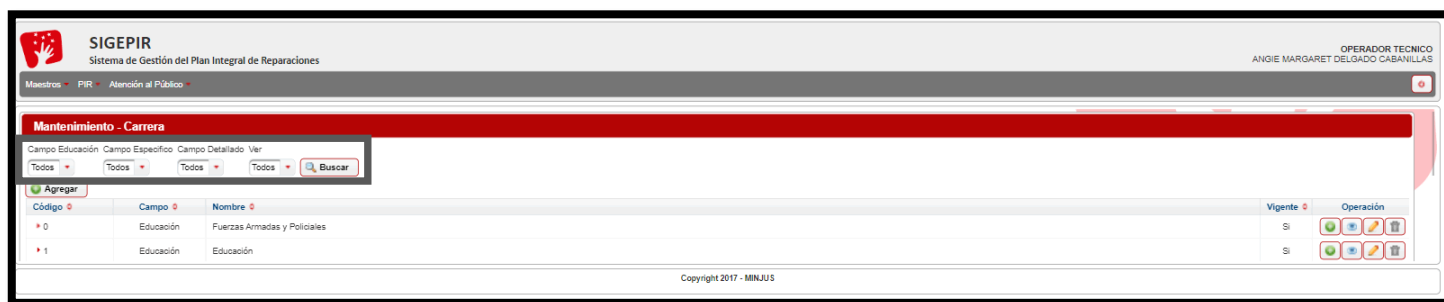 SIGEPIR
Sistema de Gestión del Plan Integral de Reparaciones
OPERADOR TECNICO
ANGIE MARGARET DELGADO CABANILLAS
Maestros PIR Atención al Público
Mantenimiento - Carrera
Campo Educación Campo Especifico Campo Detallado Ver
Todos Todos Todos Todos Buscar
Agregar
Código Campo Nombre Vigente Operación
0 Educación Fuerzas Armadas y Policiales Si
1 Educación Educación Si
Copyright 2017 - MINJUS